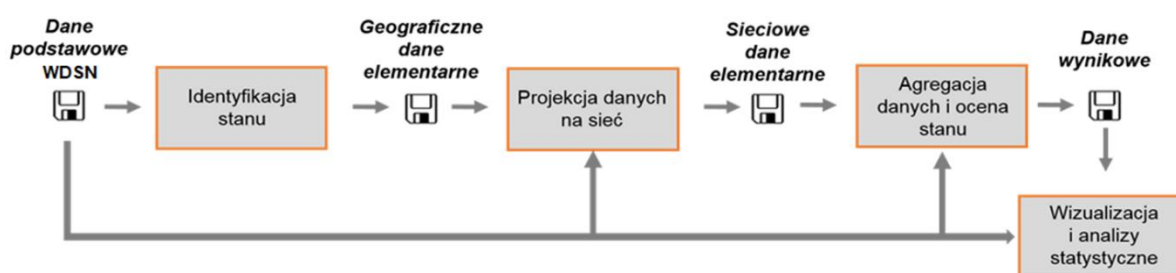 Dane
podstawowe
WDSN
Identyfikacja
stanu
Geograficzne
dane
elementarne
Projekcja danych
na sieć
Sieciowe
dane
elementarne
Agregacja
danych i ocena
stanu
Dane
wynikowe
Wizualizacja
i analizy
statystyczne